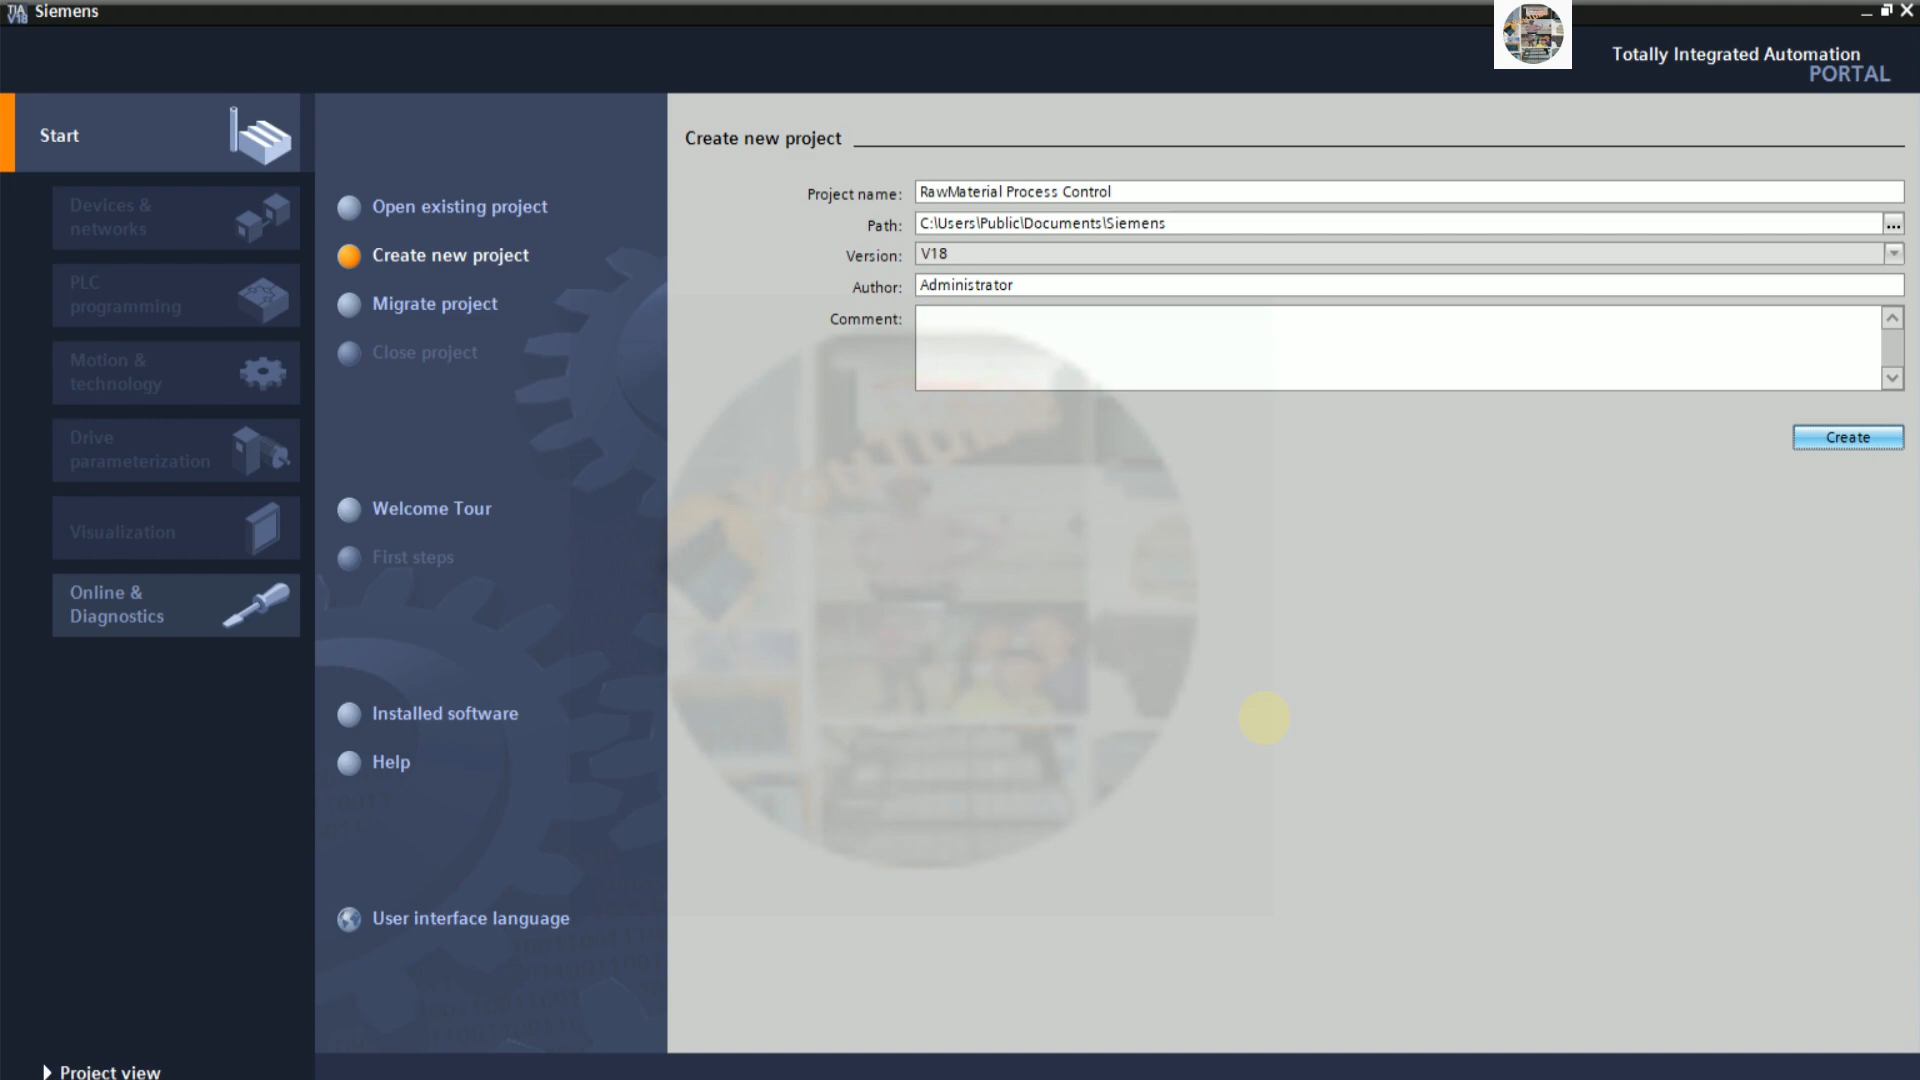 Siemens
Totally Integrated Automation
PORTAL
Start
Devices &
networks
PLC
programming
Motion &
technology
Drive
parameterization
Visualization
Online &
Diagnostics
Open existing project
Create new project
Migrate project
Close project
Welcome Tour
First steps
Installed software
Help
User interface language
Create new project
Project name: RawMaterial Process Control
Path: C:\Users\Public\Documents\Siemens
...
Version: V18
Author: Administrator
Comment:
Create
Project view